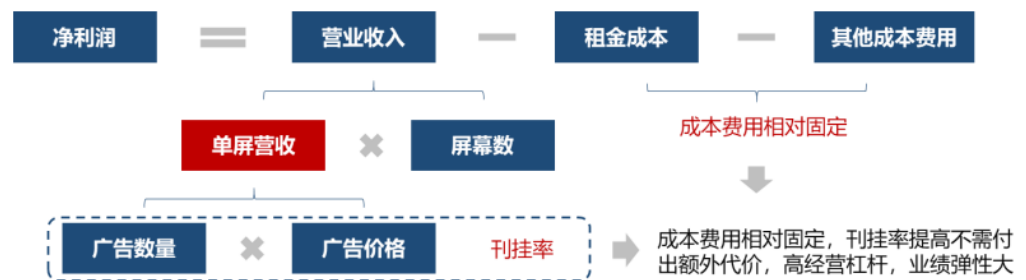 净利润
营业收入
租金成本
其他成本费用
单屏营收
屏幕数
成本费用相对固定
广告数量
广告价格
刊挂率
成本费用相对固定，刊挂率提高不需付
出额外代价，高经营杠杆，业绩弹性大